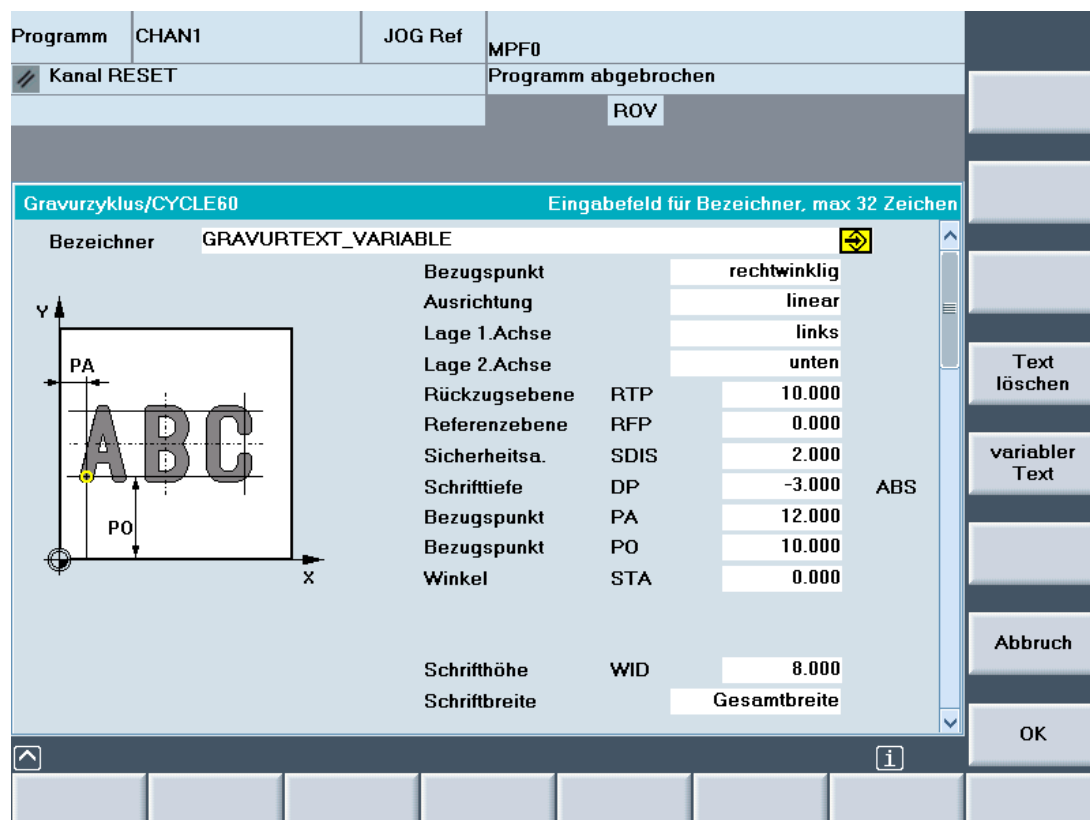 Programm CHAN1 JOG Ref MPF0
Kanal RESET Programm abgebrochen
ROV
Gravurzyklus/CYCLE60 Eingabefeld für Bezeichner, max 32 Zeichen
Bezeichner GRAVURTEXT_VARIABLE
Bezugspunkt rechtwinklig
Ausrichtung linear
Lage 1.Achse links
Lage 2.Achse unten
Rückzugsebene RTP 10.000
Referenzebene RFP 0.000
Sicherheitsa. SDIS 2.000
Schrifttiefe DP -3.000 ABS
Bezugspunkt PA 12.000
Bezugspunkt PO 10.000
Winkel STA 0.000
Schrifthöhe WID 8.000
Schriftbreite Gesamtbreite
Y
PA
ABC
PO
X
Text
löschen
variabler
Text
Abbruch
OK
i